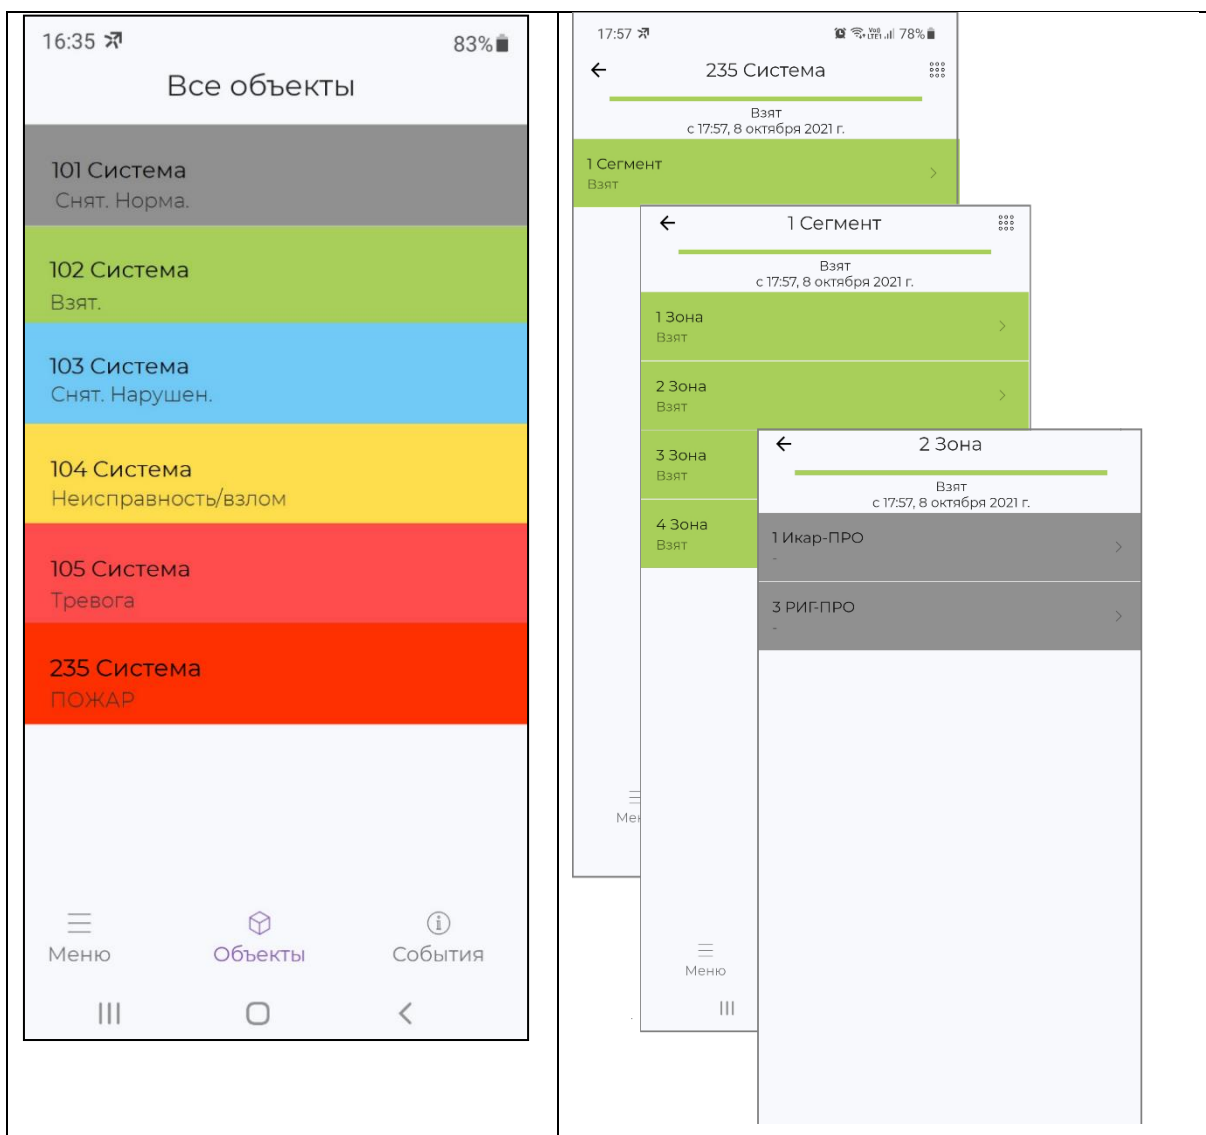 16:35
83%
Все объекты
101 Система
Снят. Норма.
102 Система
Взят.
103 Система
Снят. Нарушен.
104 Система
Неисправность/взлом
105 Система
Тревога
235 Система
ПОЖАР
Меню
Объекты
События
17:57
78%
235 Система
Взят
с 17:57, 8 октября 2021 г.
1 Сегмент
Взят
1 Сегмент
Взят
с 17:57, 8 октября 2021 г.
1 Зона
Взят
2 Зона
Взят
3 Зона
Взят
4 Зона
Взят
Меню
2 Зона
Взят
с 17:57, 8 октября 2021 г.
1 Икар-ПРО
-
3 РИГ-ПРО
-